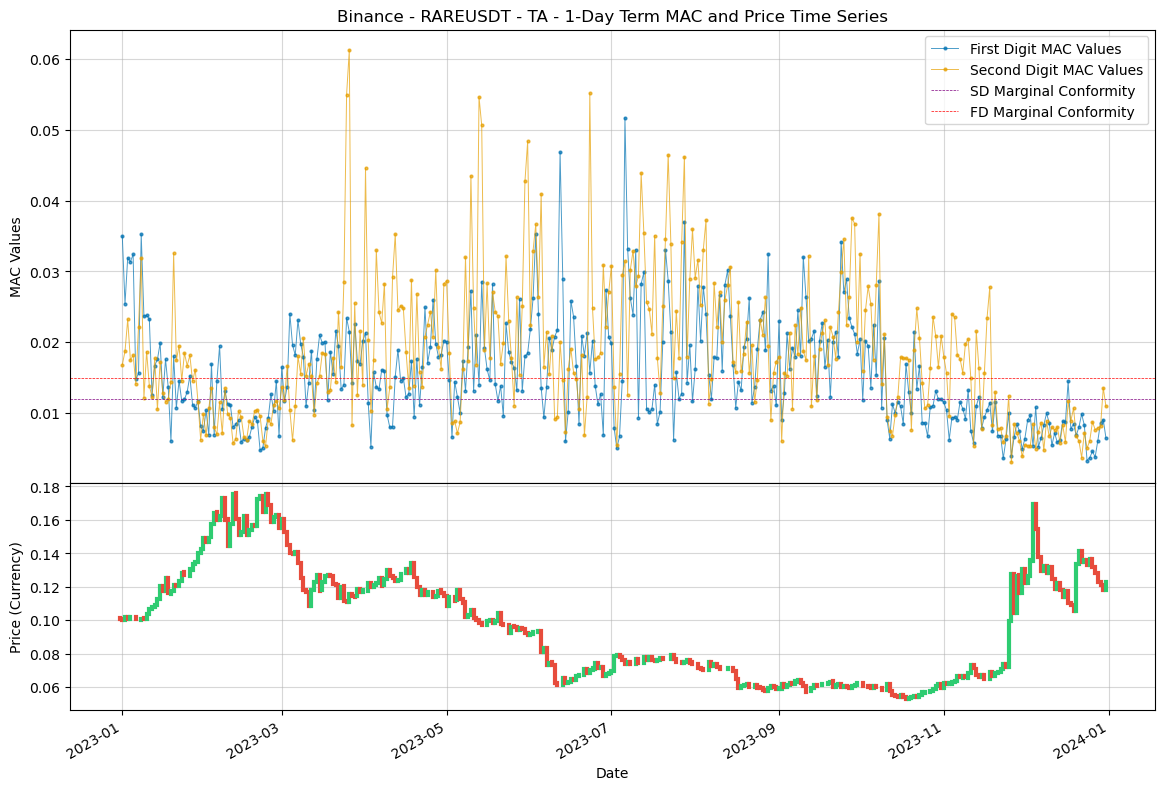 Binance - RAREUSDT - TA - 1-Day Term MAC and Price Time Series
First Digit MAC Values
Second Digit MAC Values
SD Marginal Conformity
FD Marginal Conformity
MAC Values
0.06
0.05
0.04
0.03
0.02
0.01
Price (Currency)
0.18
0.16
0.14
0.12
0.10
0.08
0.06
2023-01
2023-03
2023-05
2023-07
2023-09
2023-11
2024-01
Date